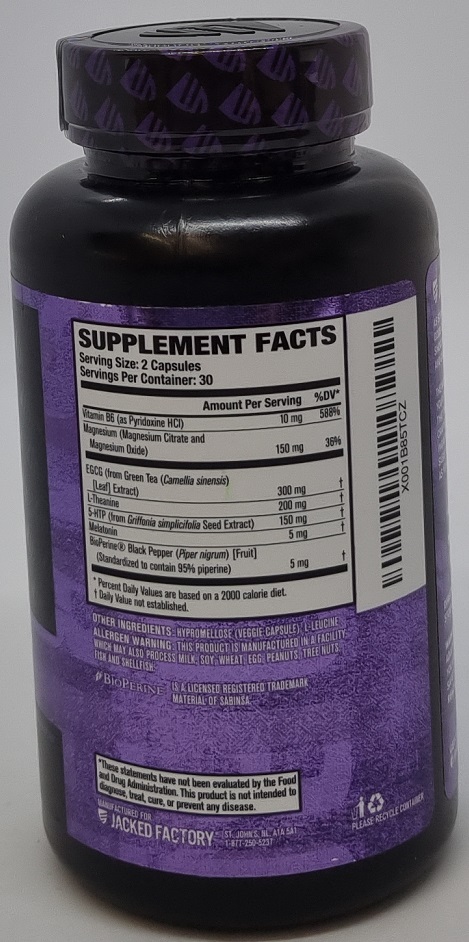 SUPPLEMENT FACTS
Serving Size: 2 Capsules
Servings Per Container: 30
Amount Per Serving %DV*
Vitamin B6 (as Pyridoxine HCl) 10 mg 588%
Magnesium (Magnesium Citrate and
Magnesium Oxide) 150 mg 36%
EGCG (from Green Tea (Camellia sinensis)
[Leaf] Extract) 300 mg †
L-Theanine 200 mg †
5-HTP (from Griffonia simplicifolia Seed Extract) 150 mg †
Melatonin 5 mg †
BioPerine® Black Pepper (Piper nigrum) [Fruit]
(Standardized to contain 95% piperine) 5 mg †
* Percent Daily Values are based on a 2000 calorie diet.
† Daily Value not established.
X001B85TCZ
OTHER INGREDIENTS: HYPROMELLOSE (VEGGIE CAPSULE), L-LEUCINE
ALLERGEN WARNING: THIS PRODUCT IS MANUFACTURED IN A FACILITY
WHICH MAY ALSO PROCESS MILK, SOY, WHEAT, EGG, PEANUTS, TREE NUTS,
FISH AND SHELLFISH.
BIOPERINE® IS A LICENSED REGISTERED TRADEMARK
MATERIAL OF SABINSA.
*These statements have not been evaluated by the Food
and Drug Administration. This product is not intended to
diagnose, treat, cure, or prevent any disease.
MANUFACTURED FOR
JACKED FACTORY ST. JOHN'S, NL, A1A 5A1
1-877-250-5237
PLEASE RECYCLE CONTAINER